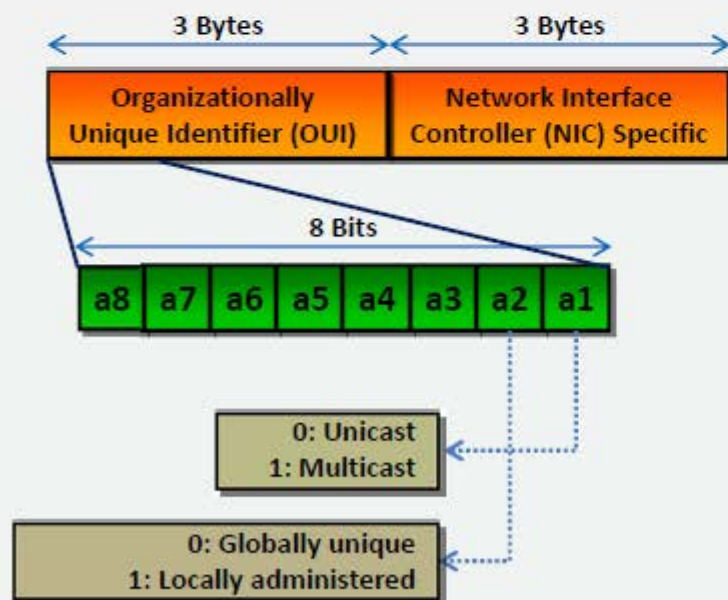 3 Bytes
3 Bytes
Organizationally
Unique Identifier (OUI)
Network Interface
Controller (NIC) Specific
8 Bits
a8 a7 a6 a5 a4 a3 a2 a1
0: Unicast
1: Multicast
0: Globally unique
1: Locally administered